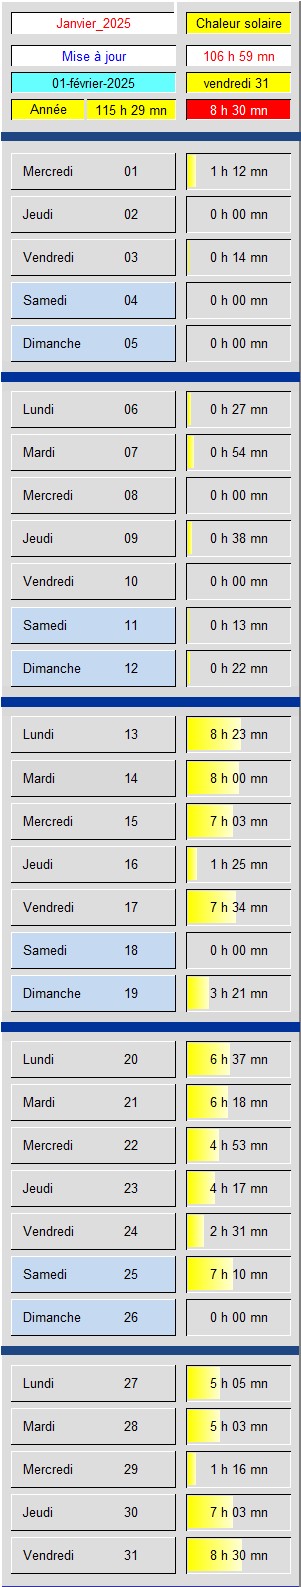 Janvier_2025 Chaleur solaire
Mise à jour 106 h 59 mn
01-février-2025 vendredi 31
Année 115 h 29 mn 8 h 30 mn
Mercredi 01 1 h 12 mn
Jeudi 02 0 h 00 mn
Vendredi 03 0 h 14 mn
Samedi 04 0 h 00 mn
Dimanche 05 0 h 00 mn
Lundi 06 0 h 27 mn
Mardi 07 0 h 54 mn
Mercredi 08 0 h 00 mn
Jeudi 09 0 h 38 mn
Vendredi 10 0 h 00 mn
Samedi 11 0 h 13 mn
Dimanche 12 0 h 22 mn
Lundi 13 8 h 23 mn
Mardi 14 8 h 00 mn
Mercredi 15 7 h 03 mn
Jeudi 16 1 h 25 mn
Vendredi 17 7 h 34 mn
Samedi 18 0 h 00 mn
Dimanche 19 3 h 21 mn
Lundi 20 6 h 37 mn
Mardi 21 6 h 18 mn
Mercredi 22 4 h 53 mn
Jeudi 23 4 h 17 mn
Vendredi 24 2 h 31 mn
Samedi 25 7 h 10 mn
Dimanche 26 0 h 00 mn
Lundi 27 5 h 05 mn
Mardi 28 5 h 03 mn
Mercredi 29 1 h 16 mn
Jeudi 30 7 h 03 mn
Vendredi 31 8 h 30 mn